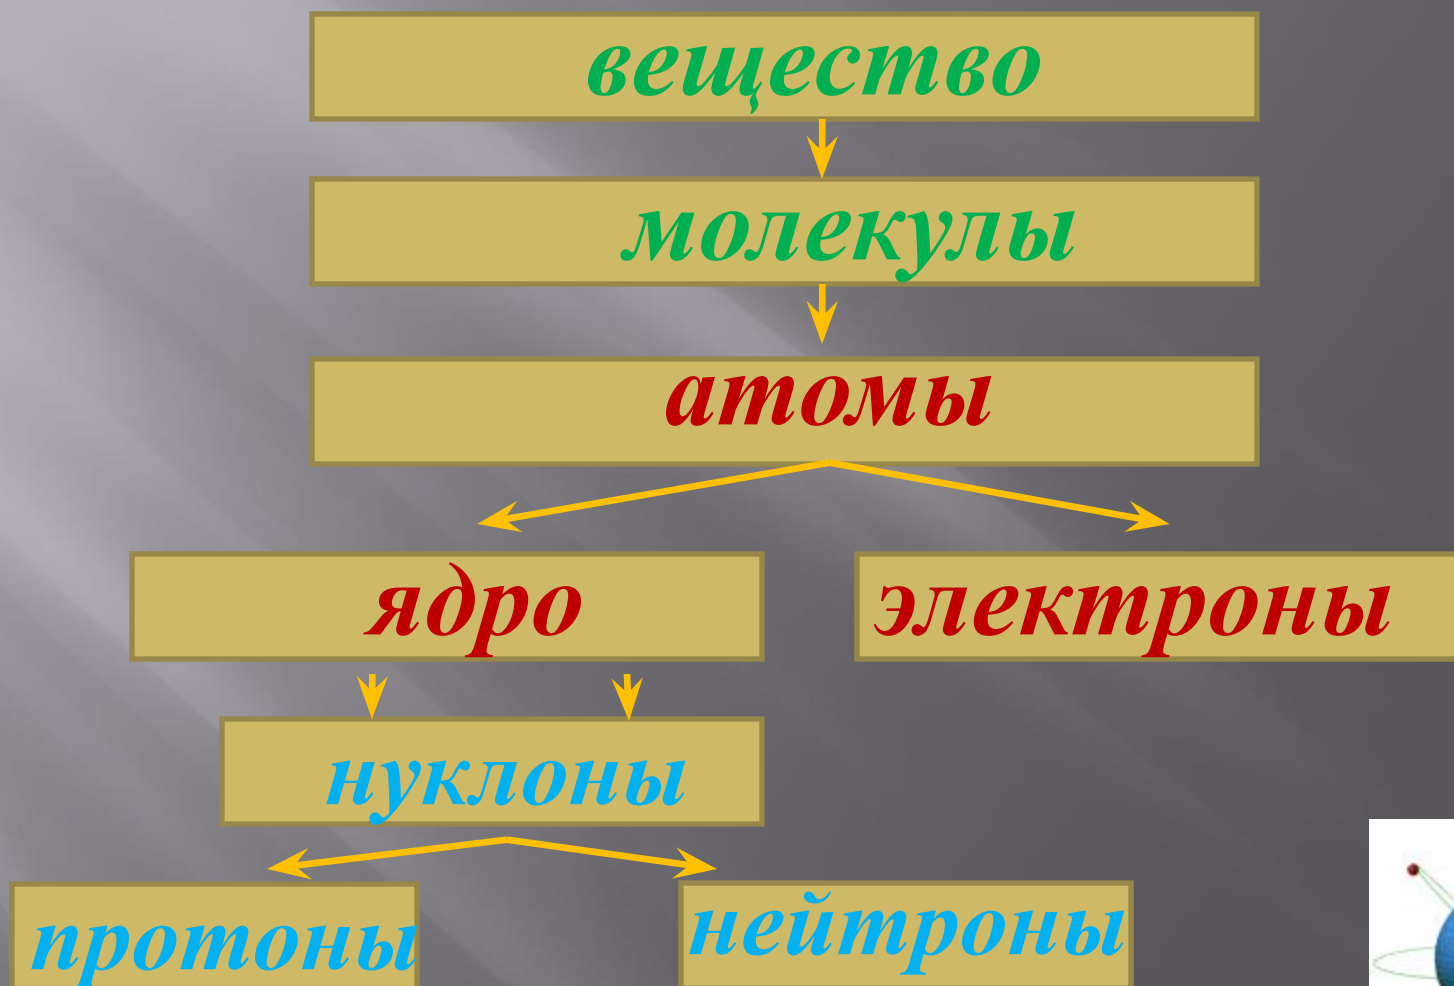 вещество
молекулы
атомы
ядро
электроны
нуклоны
протоны
нейтроны